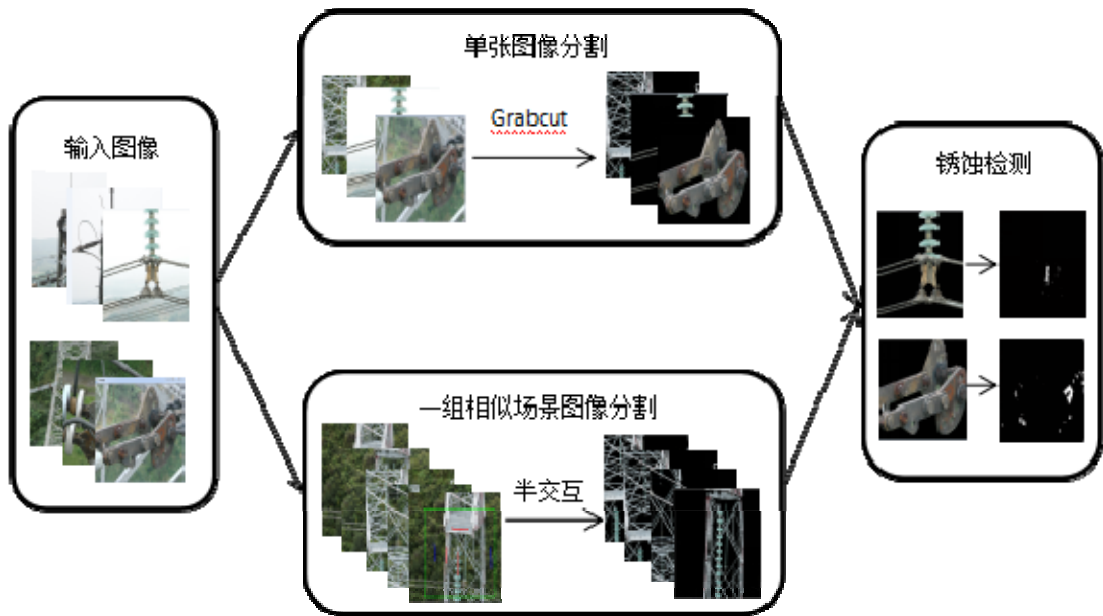 输入图像
单张图像分割
Grabcut
一组相似场景图像分割
半交互
锈蚀检测